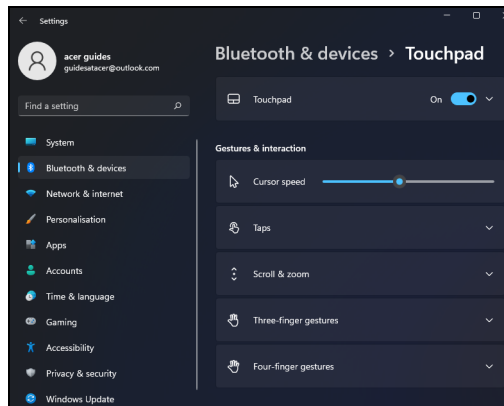 Settings
acer guides
guidesatacer@outlook.com
Find a setting
System
Bluetooth & devices
Network & internet
Personalisation
Apps
Accounts
Time & language
Gaming
Accessibility
Privacy & security
Windows Update
Bluetooth & devices > Touchpad
Touchpad On
Gestures & interaction
Cursor speed
Taps
Scroll & zoom
Three-finger gestures
Four-finger gestures